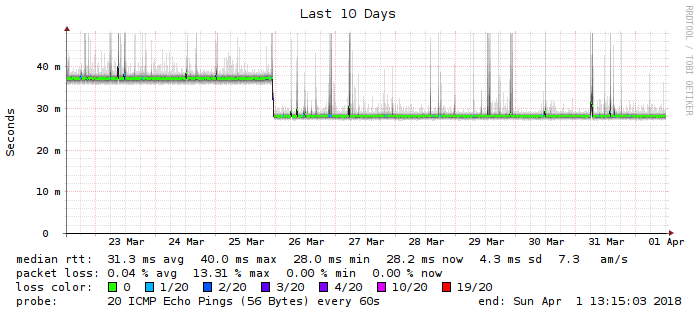 Last 10 Days
RRDTOOL / TOBI OETIKER
Seconds
40 m
30 m
20 m
10 m
0
23 Mar 24 Mar 25 Mar 26 Mar 27 Mar 28 Mar 29 Mar 30 Mar 31 Mar 01 Apr
median rtt: 31.3 ms avg 40.0 ms max 28.0 ms min 28.2 ms now 4.3 ms sd 7.3 am/s
packet loss: 0.04 % avg 13.31 % max 0.00 % min 0.00 % now
loss color: 0 1/20 2/20 3/20 4/20 10/20 19/20
probe: 20 ICMP Echo Pings (56 Bytes) every 60s end: Sun Apr 1 13:15:03 2018